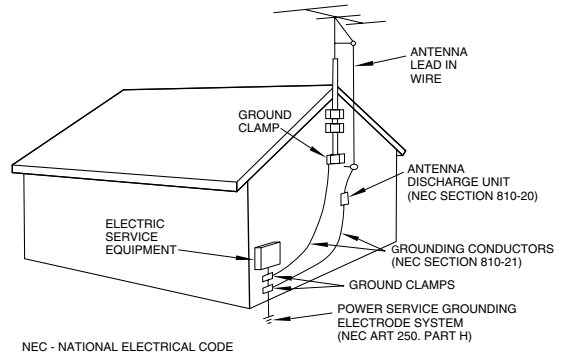 ANTENNA
LEAD IN
WIRE
GROUND
CLAMP
ANTENNA
DISCHARGE UNIT
(NEC SECTION 810-20)
ELECTRIC
SERVICE
EQUIPMENT
GROUNDING CONDUCTORS
(NEC SECTION 810-21)
GROUND CLAMPS
POWER SERVICE GROUNDING
ELECTRODE SYSTEM
(NEC ART 250. PART H)
NEC - NATIONAL ELECTRICAL CODE